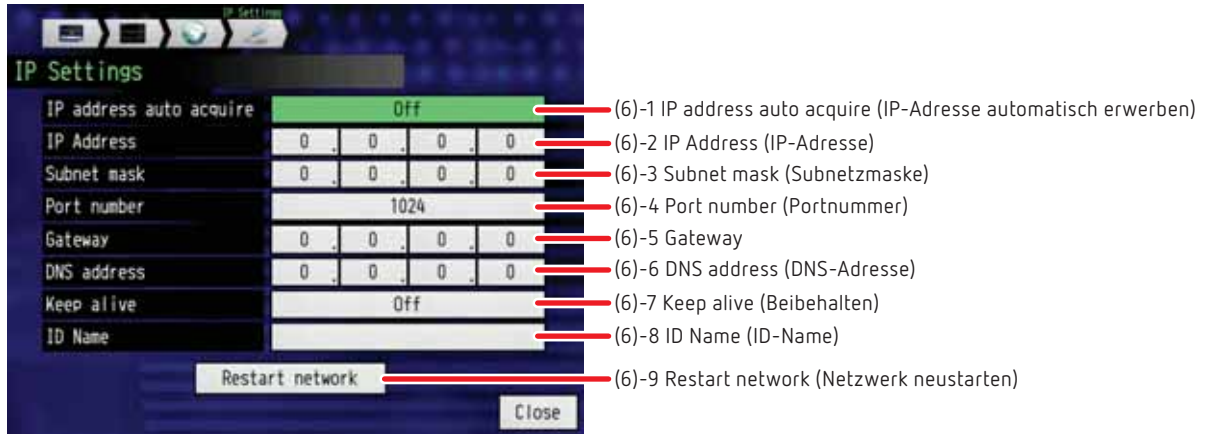 IP Settings
IP Settings
IP address auto acquire Off (6)-1 IP address auto acquire (IP-Adresse automatisch erwerben)
IP Address 0 . 0 . 0 . 0 (6)-2 IP Address (IP-Adresse)
Subnet mask 0 . 0 . 0 . 0 (6)-3 Subnet mask (Subnetzmaske)
Port number 1024 (6)-4 Port number (Portnummer)
Gateway 0 . 0 . 0 . 0 (6)-5 Gateway
DNS address 0 . 0 . 0 . 0 (6)-6 DNS address (DNS-Adresse)
Keep alive Off (6)-7 Keep alive (Beibehalten)
ID Name (6)-8 ID Name (ID-Name)
Restart network (6)-9 Restart network (Netzwerk neustarten)
Close